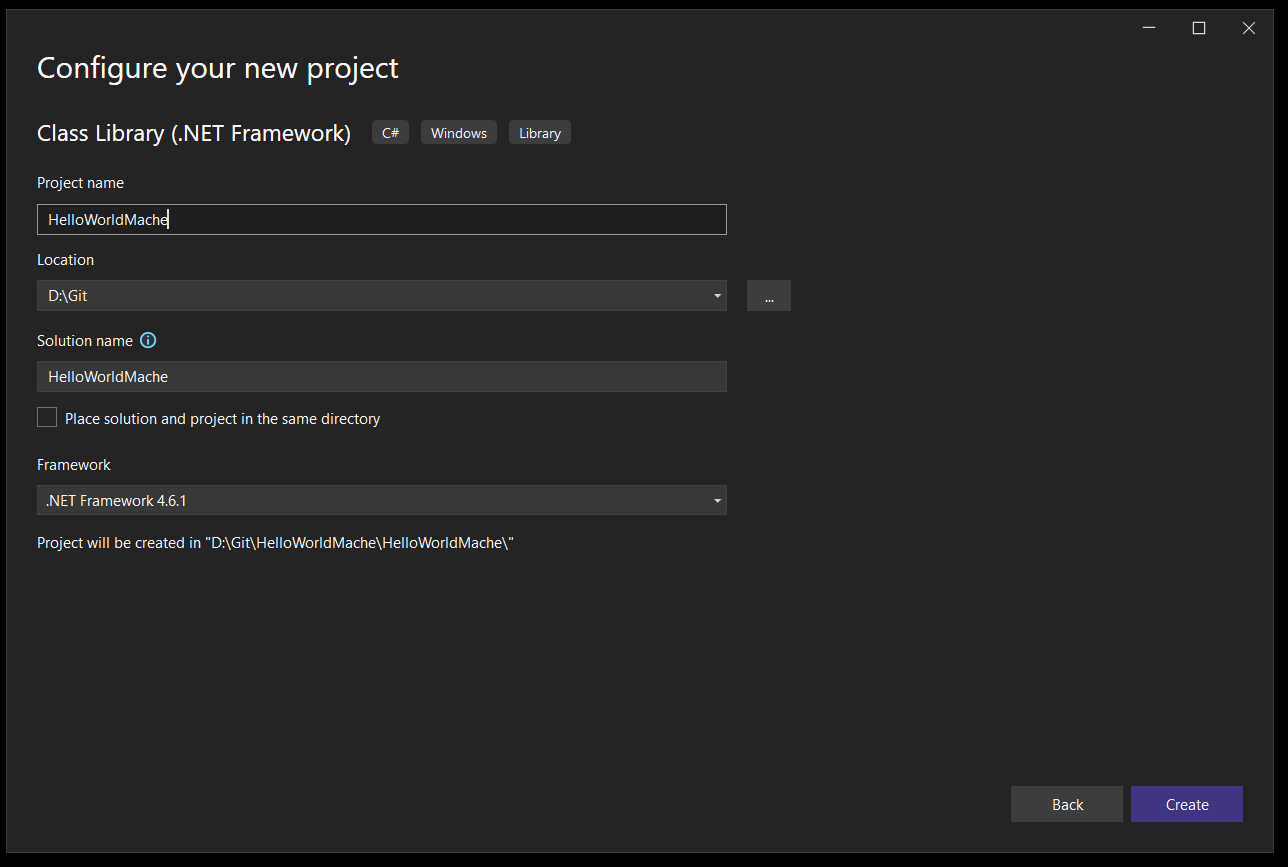 Configure your new project
Class Library (.NET Framework) C# Windows Library
Project name
HelloWorldMache
Location
D:\Git
...
Solution name
HelloWorldMache
Place solution and project in the same directory
Framework
.NET Framework 4.6.1
Project will be created in "D:\Git\HelloWorldMache\HelloWorldMache\"
Back Create